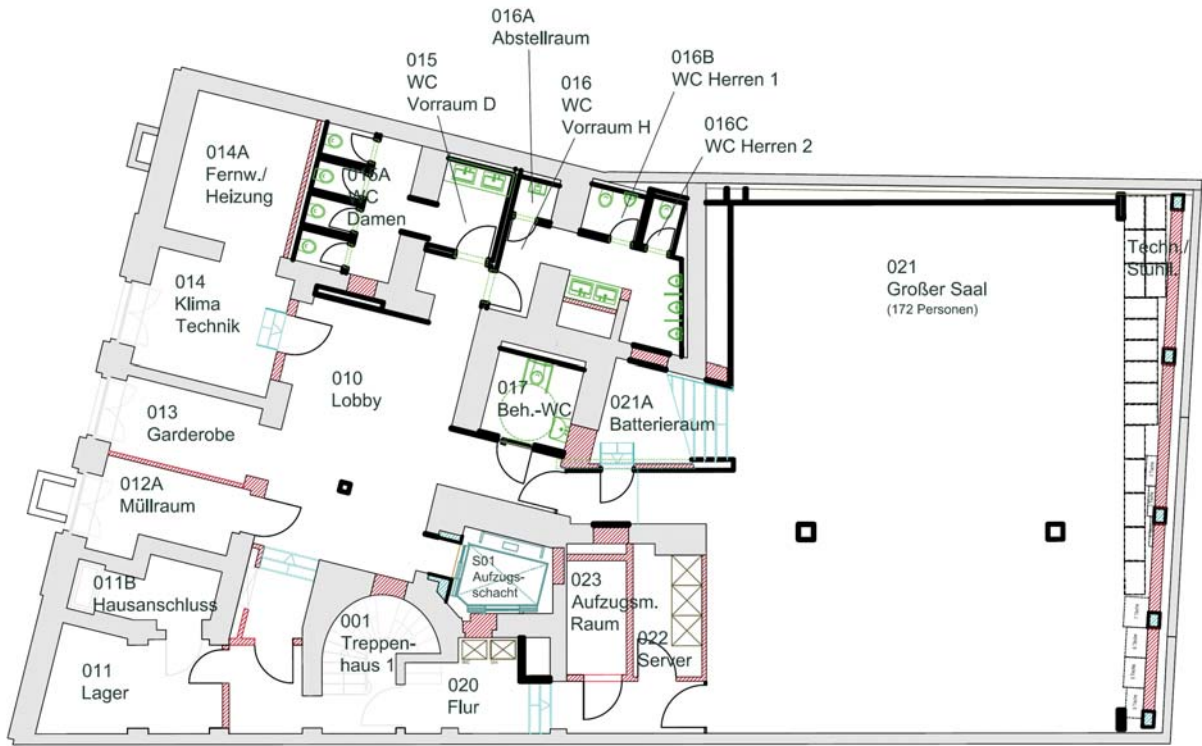 016A
Abstellraum
015
WC
Vorraum D
016
WC
Vorraum H
016B
WC Herren 1
016C
WC Herren 2
014A
Fernw./
Heizung
015A
WC
Damen
014
Klima
Technik
010
Lobby
013
Garderobe
012A
Müllraum
017
Beh.-WC
021A
Batterieraum
021
Großer Saal
(172 Personen)
Techn./
Stuhll.
011B
Hausanschluss
011
Lager
001
Treppen-
haus 1
S01
Aufzugs-
schacht
023
Aufzugsm.
Raum
022
Server
020
Flur